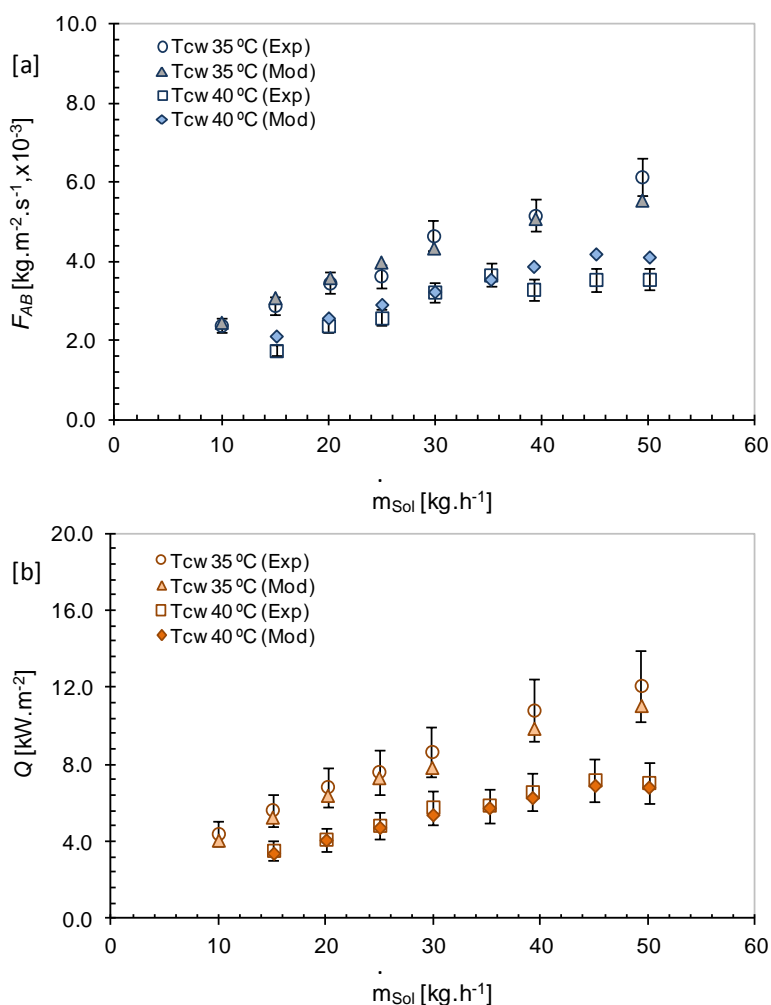 [a]
10.0
8.0
6.0
4.0
2.0
0.0
F_AB [kg.m⁻².s⁻¹,x10⁻³]
Tcw 35 ºC (Exp)
Tcw 35 ºC (Mod)
Tcw 40 ºC (Exp)
Tcw 40 ºC (Mod)
0 10 20 30 40 50 60
ṁ_Sol [kg.h⁻¹]
[b]
20.0
16.0
12.0
8.0
4.0
0.0
Q [kW.m⁻²]
Tcw 35 ºC (Exp)
Tcw 35 ºC (Mod)
Tcw 40 ºC (Exp)
Tcw 40 ºC (Mod)
0 10 20 30 40 50 60
ṁ_Sol [kg.h⁻¹]